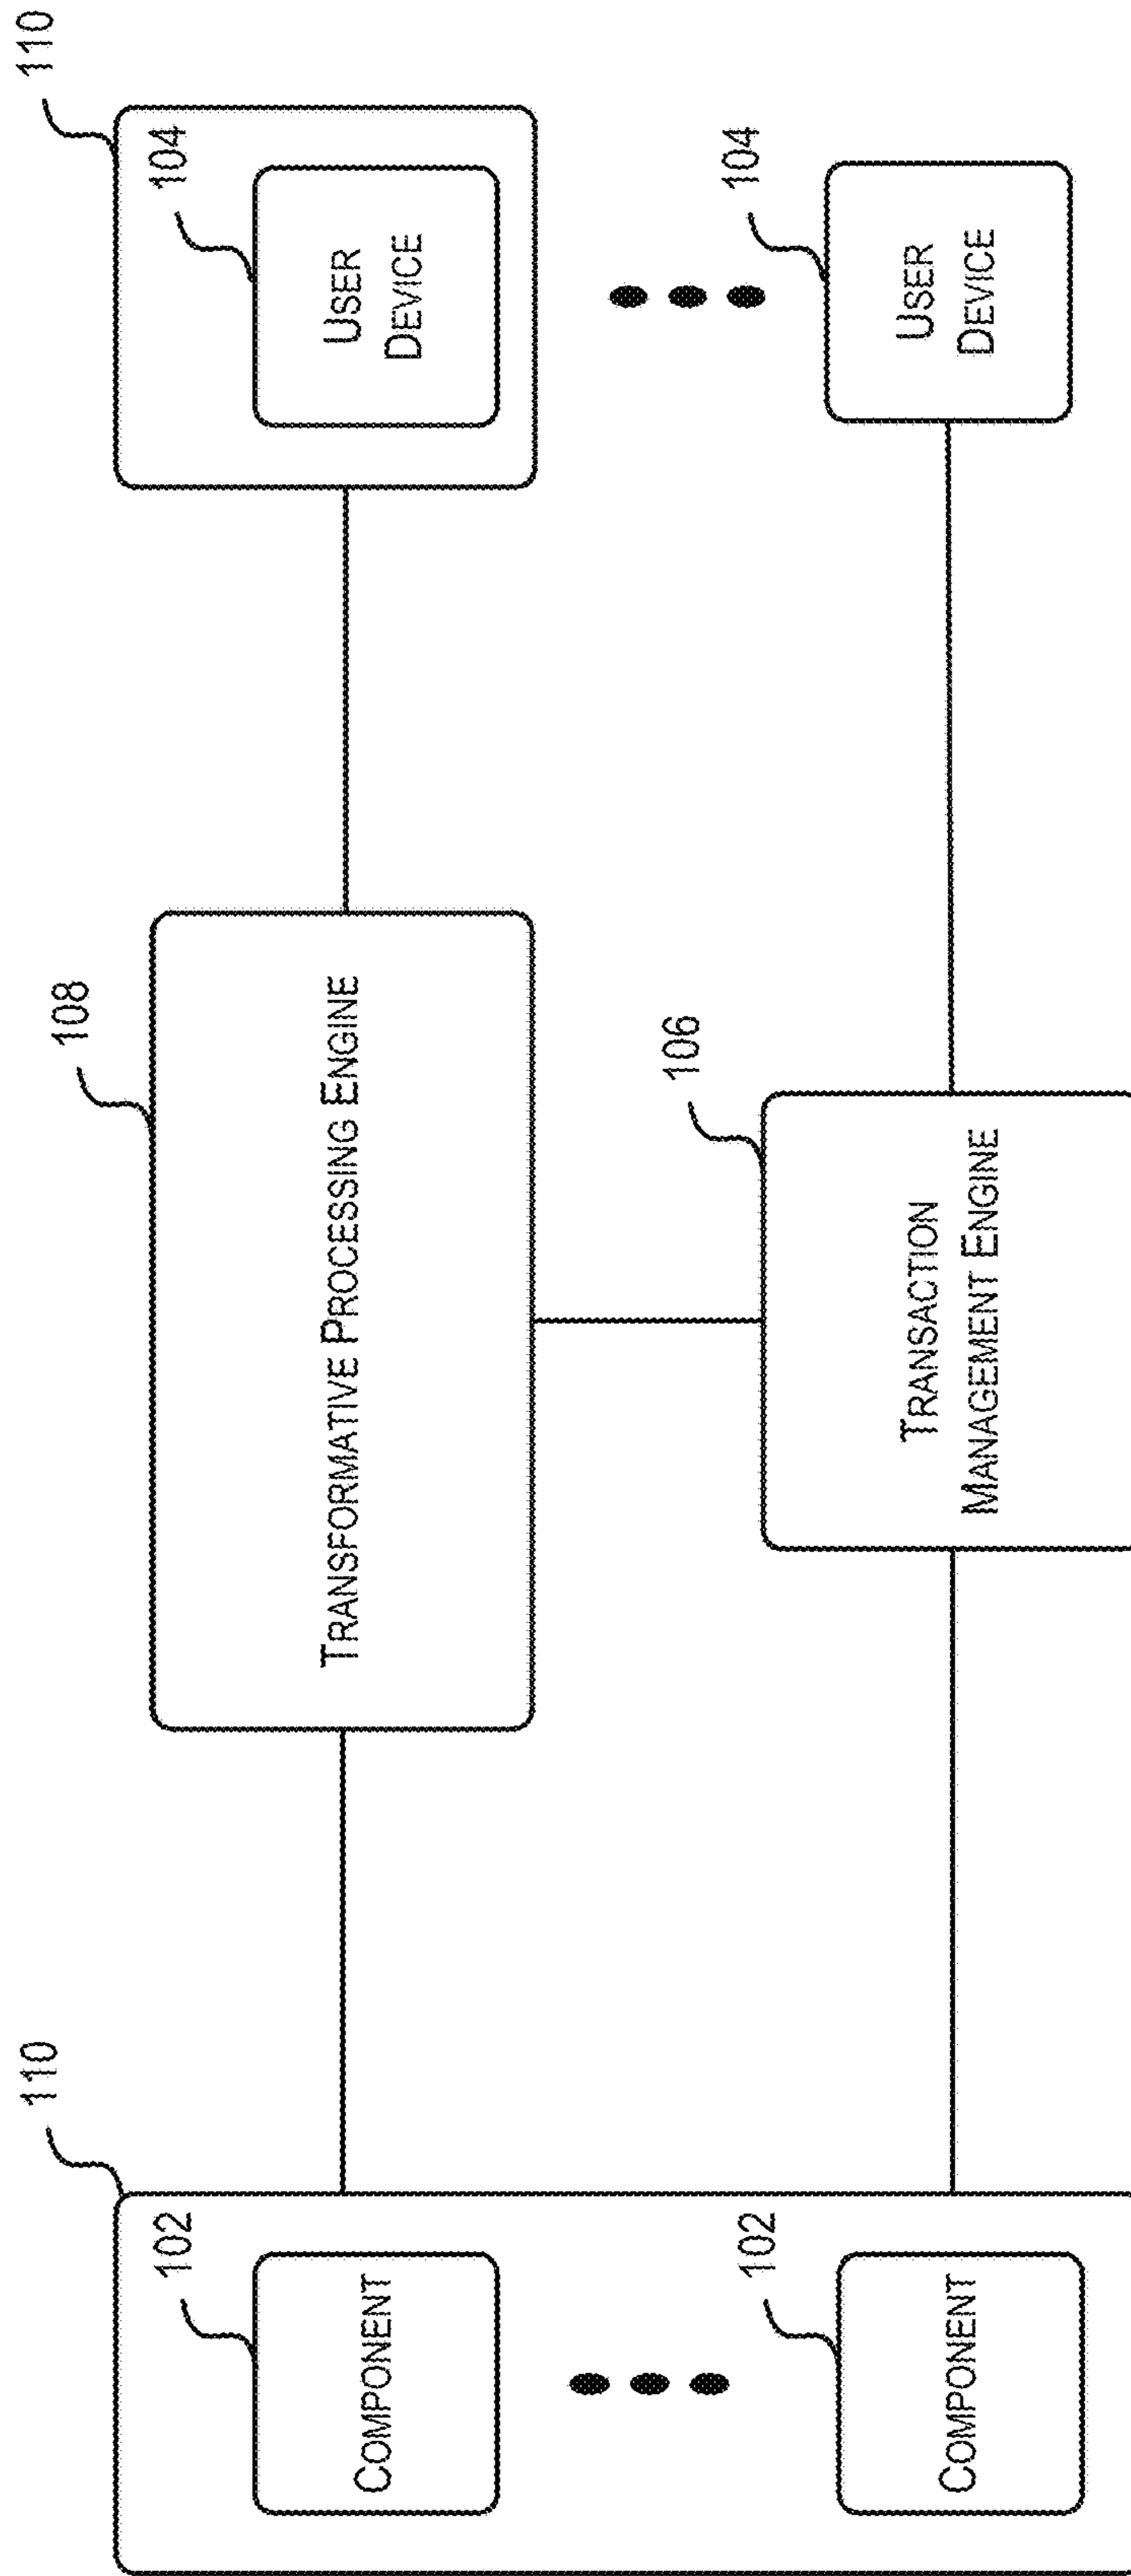 110
110
108
102
104
COMPONENT
TRANSFORMATIVE PROCESSING ENGINE
USER
DEVICE
102
106
104
COMPONENT
TRANSACTION
MANAGEMENT ENGINE
USER
DEVICE